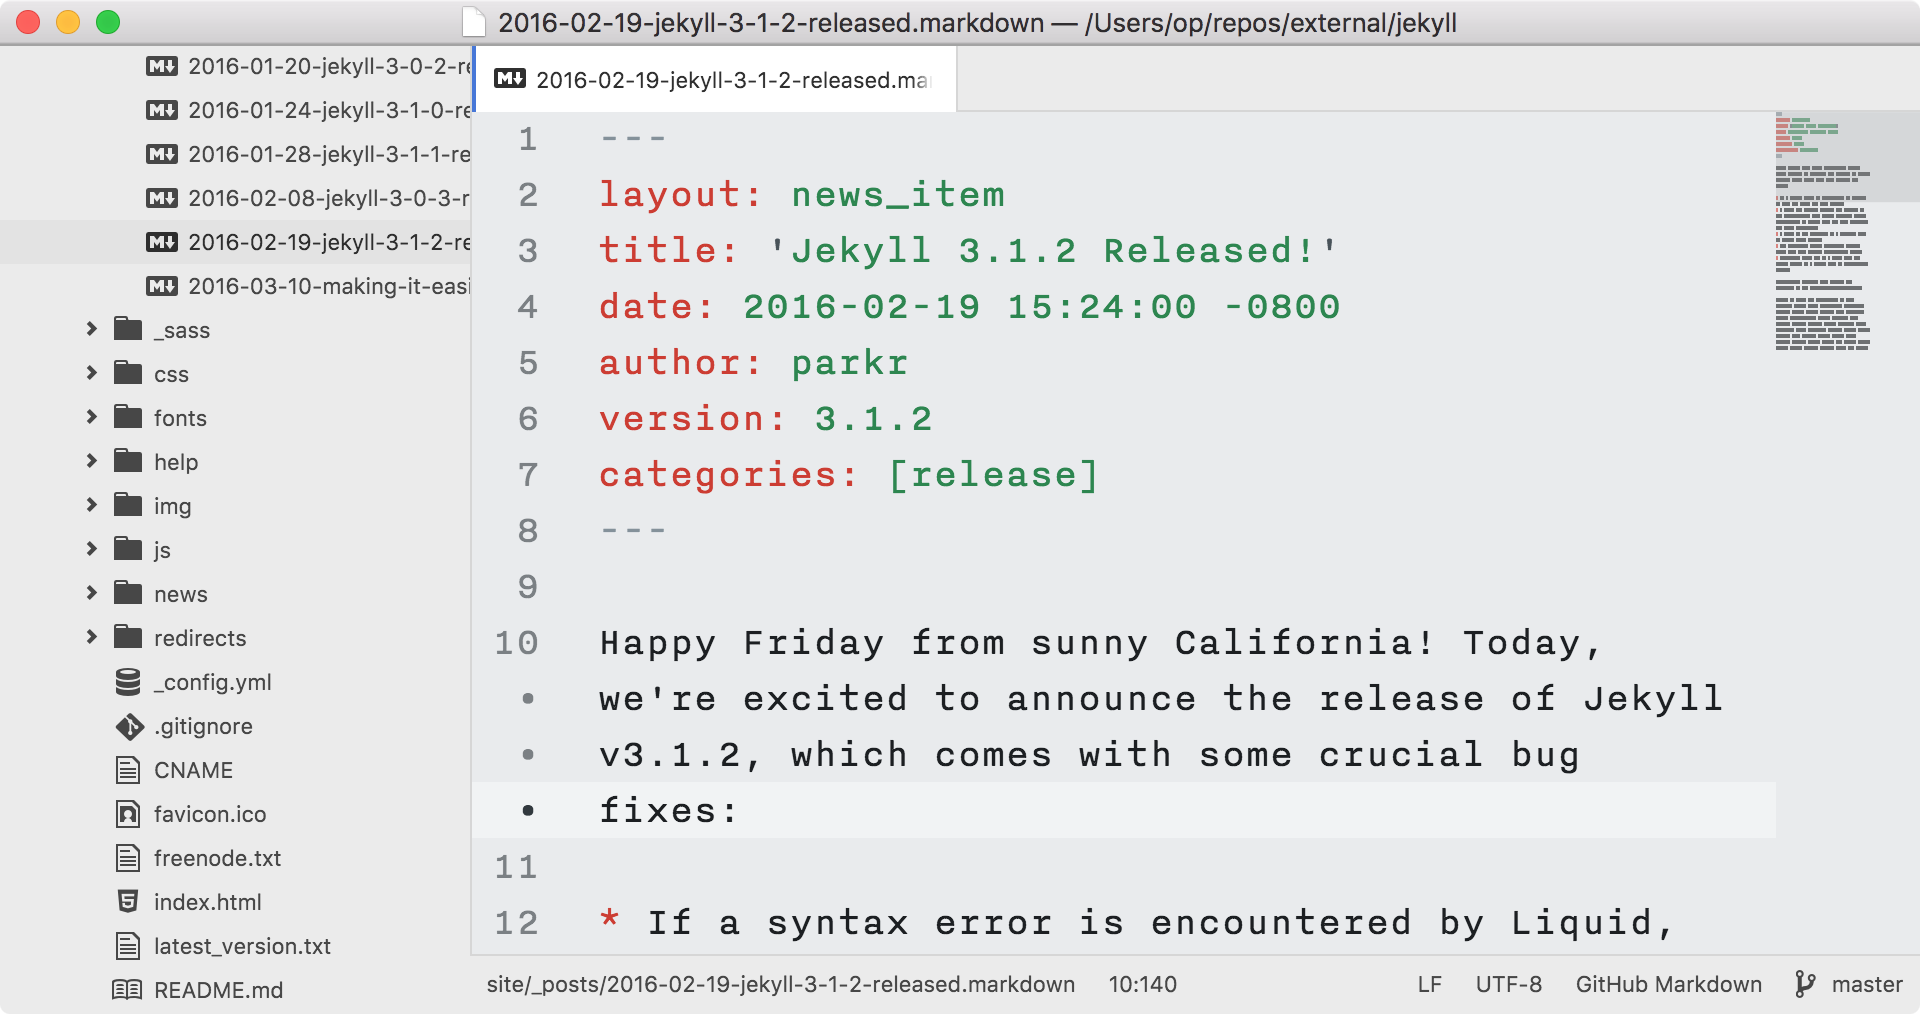 2016-02-19-jekyll-3-1-2-released.markdown — /Users/op/repos/external/jekyll
2016-01-20-jekyll-3-0-2-re
2016-01-24-jekyll-3-1-0-re
2016-01-28-jekyll-3-1-1-re
2016-02-08-jekyll-3-0-3-r
2016-02-19-jekyll-3-1-2-re
2016-03-10-making-it-easi
_sass
css
fonts
help
img
js
news
redirects
_config.yml
.gitignore
CNAME
favicon.ico
freenode.txt
index.html
latest_version.txt
README.md
2016-02-19-jekyll-3-1-2-released.ma
1 ---
2 layout: news_item
3 title: 'Jekyll 3.1.2 Released!'
4 date: 2016-02-19 15:24:00 -0800
5 author: parkr
6 version: 3.1.2
7 categories: [release]
8 ---
9
10 Happy Friday from sunny California! Today,
• we're excited to announce the release of Jekyll
• v3.1.2, which comes with some crucial bug
• fixes:
11
12 * If a syntax error is encountered by Liquid,
site/_posts/2016-02-19-jekyll-3-1-2-released.markdown 10:140 LF UTF-8 GitHub Markdown master